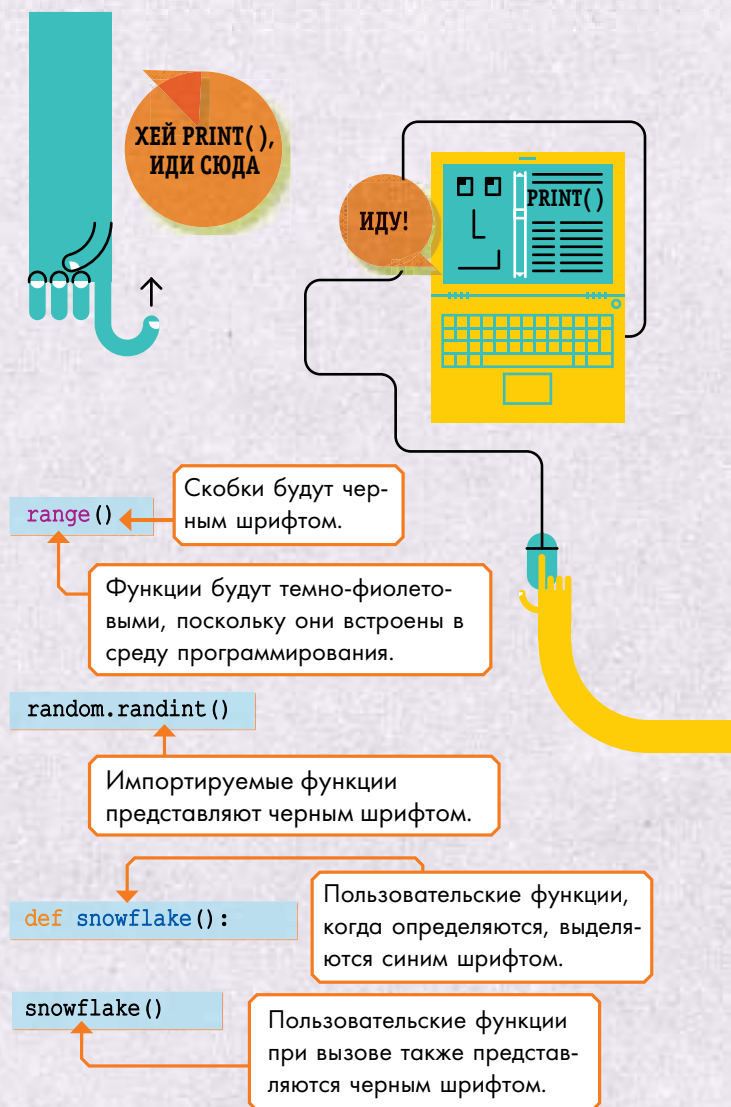 ХЕЙ PRINT( ),
ИДИ СЮДА
ИДУ!
PRINT( )
range()
Скобки будут чер-
ным шрифтом.
Функции будут темно-фиолето-
выми, поскольку они встроены в
среду программирования.
random.randint()
Импортируемые функции
представляют черным шрифтом.
def snowflake():
Пользовательские функции,
когда определяются, выделя-
ются синим шрифтом.
snowflake()
Пользовательские функции
при вызове также представ-
ляются черным шрифтом.